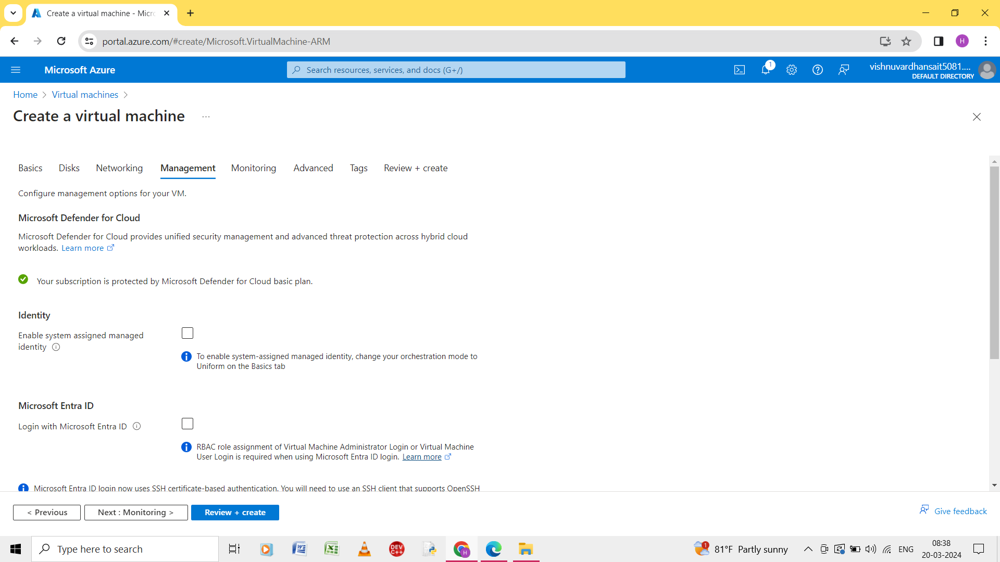 Create a virtual machine - Micro
portal.azure.com/#create/Microsoft.VirtualMachine-ARM
H
Microsoft Azure
Search resources, services, and docs (G+/)
1
vishnuvardhansait5081....
DEFAULT DIRECTORY
Home > Virtual machines >
Create a virtual machine ...
Basics Disks Networking Management Monitoring Advanced Tags Review + create
Configure management options for your VM.
Microsoft Defender for Cloud
Microsoft Defender for Cloud provides unified security management and advanced threat protection across hybrid cloud
workloads. Learn more
Your subscription is protected by Microsoft Defender for Cloud basic plan.
Identity
Enable system assigned managed
identity
To enable system-assigned managed identity, change your orchestration mode to
Uniform on the Basics tab
Microsoft Entra ID
Login with Microsoft Entra ID
RBAC role assignment of Virtual Machine Administrator Login or Virtual Machine
User Login is required when using Microsoft Entra ID login. Learn more
Microsoft Entra ID login now uses SSH certificate-based authentication. You will need to use an SSH client that supports OpenSSH
< Previous
Next : Monitoring >
Review + create
Give feedback
Type here to search
DEV C++
H
1
81°F Partly sunny
ENG
08:38
20-03-2024